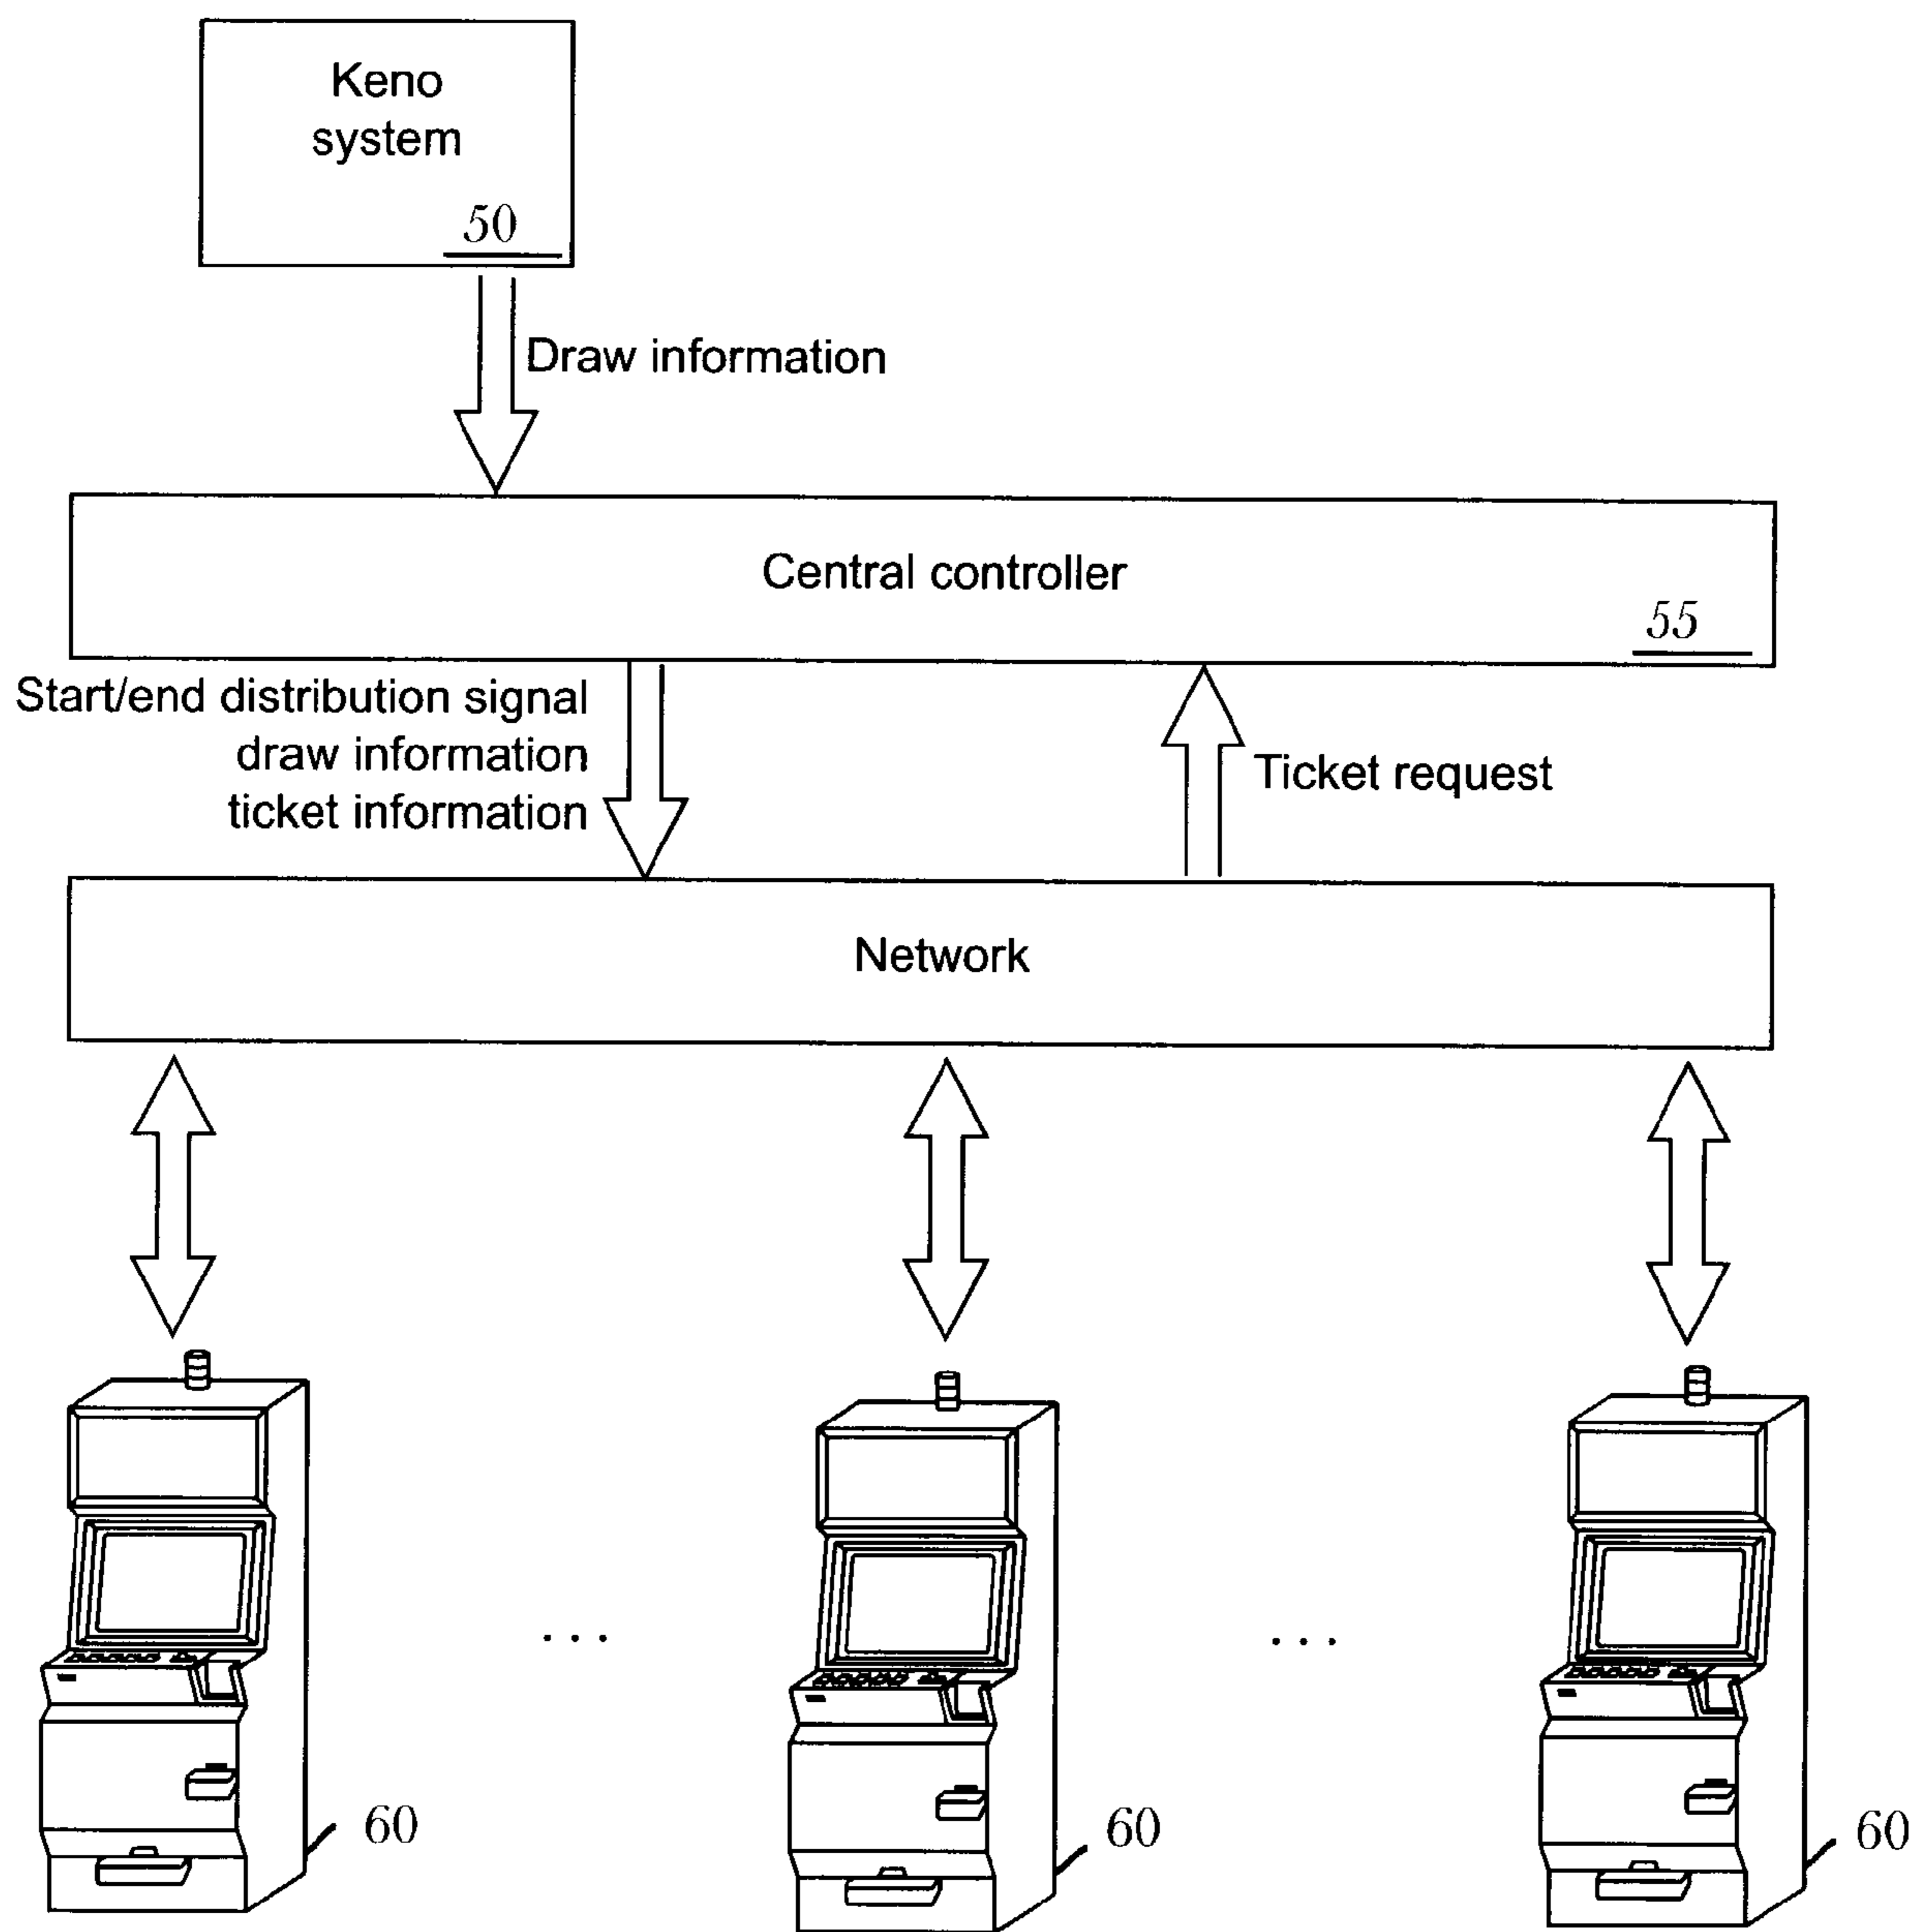 Keno
system
50
Draw information
Central controller
55
Start/end distribution signal
draw information
ticket information
Ticket request
Network
. . .
. . .
60
60
60